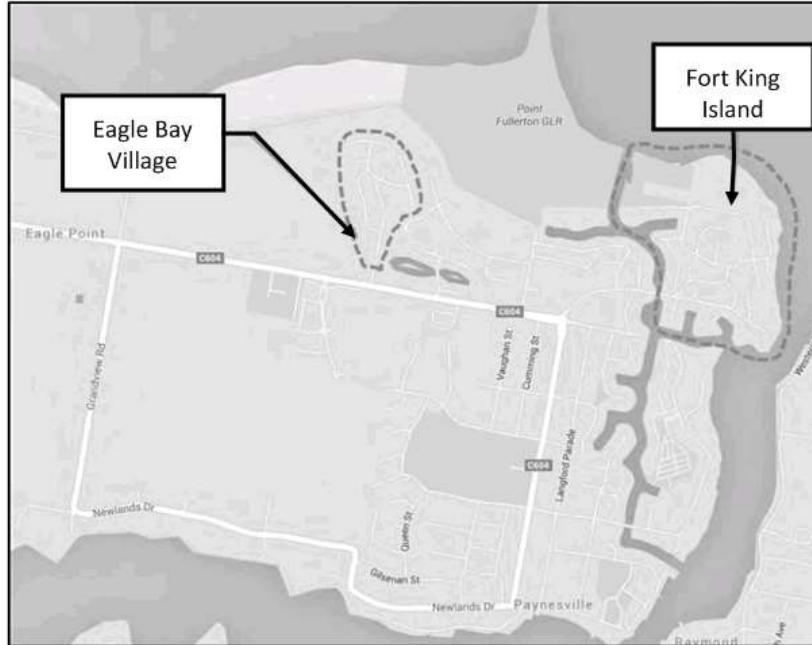 Fort King
Island
Point
Fullerton GLR
Eagle Bay
Village
Eagle Point
C604
C604
Vaughan St
Cumming St
Grandview Rd
Langford Parade
C604
Newlands Dr
Queen St
Gilsenan St
Newlands Dr
Paynesville
Raymond